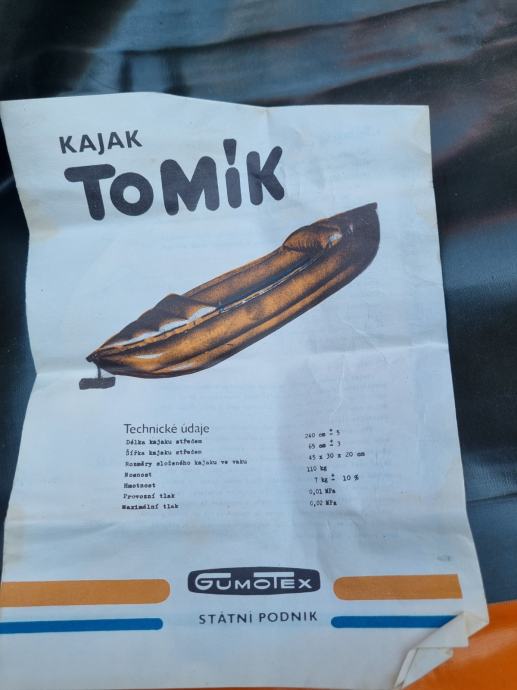 KAJAK
ToMíK
Technické údaje
Délka kajaku středem 240 cm ± 5
Šířka kajaku středem 65 cm ± 3
Rozměry složeného kajaku ve vaku 45 x 30 x 20 cm
Nosnost 110 kg
Hmotnost 7 kg ± 10 %
Provozní tlak 0,01 MPa
Maximální tlak 0,02 MPa
GUMOTEX
STÁTNÍ PODNIK